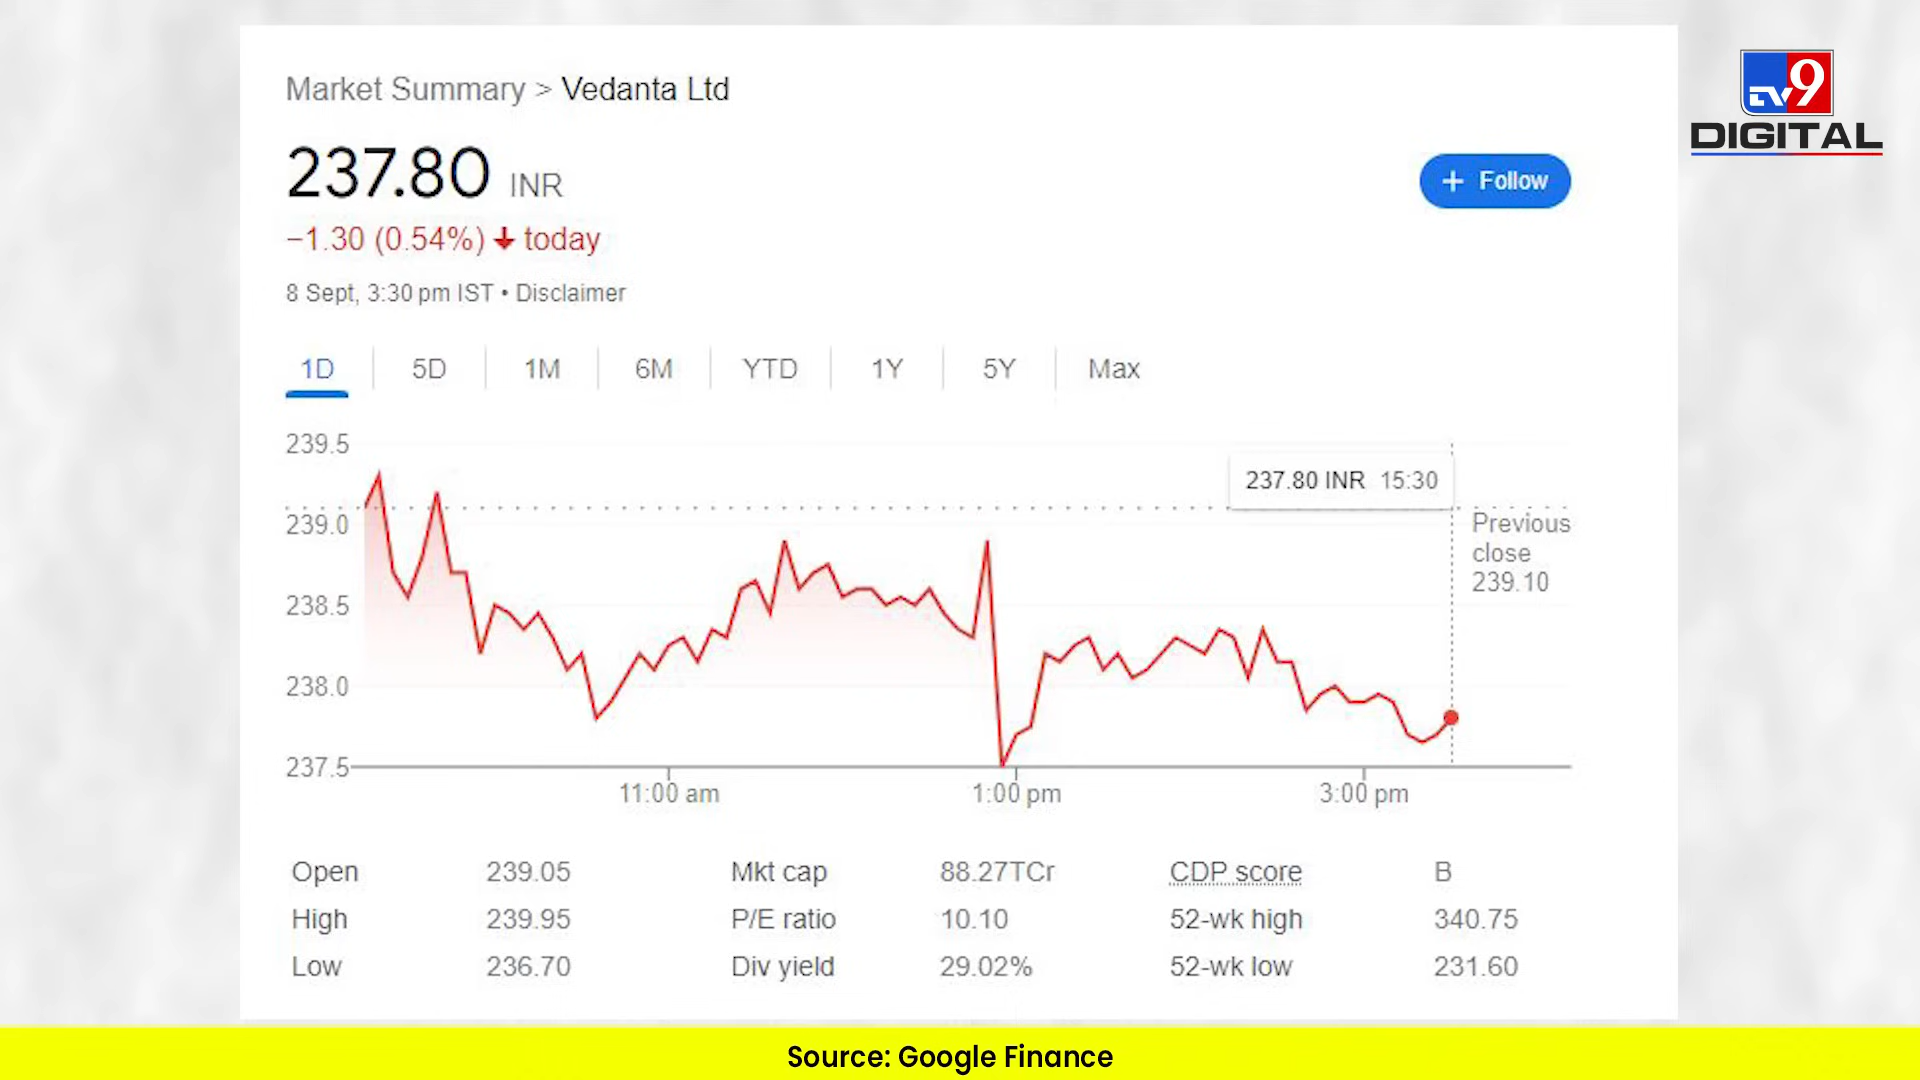 Market Summary > Vedanta Ltd
TV9
DIGITAL
237.80 INR
+ Follow
−1.30 (0.54%) ↓ today
8 Sept, 3:30 pm IST • Disclaimer
1D 5D 1M 6M YTD 1Y 5Y Max
239.5
237.80 INR 15:30
239.0
Previous
close
239.10
238.5
238.0
237.5
11:00 am 1:00 pm 3:00 pm
Open 239.05 Mkt cap 88.27TCr CDP score B
High 239.95 P/E ratio 10.10 52-wk high 340.75
Low 236.70 Div yield 29.02% 52-wk low 231.60
Source: Google Finance